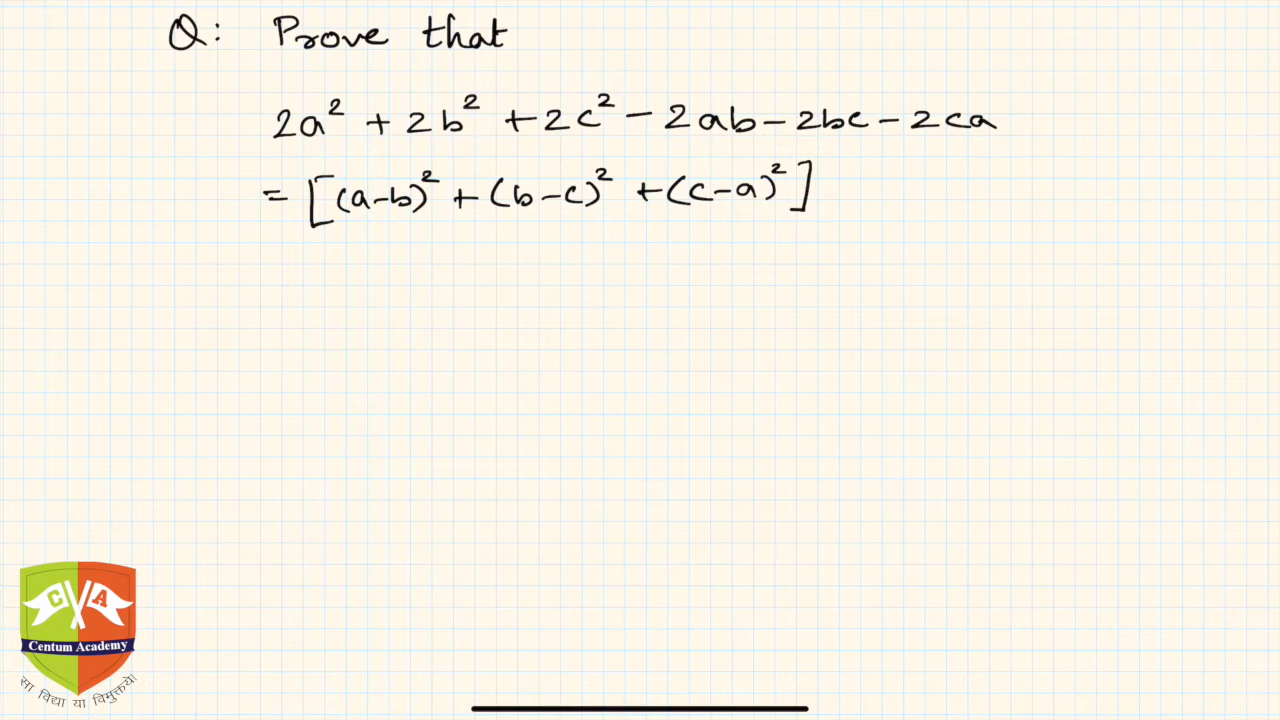 Q: Prove that
2a² + 2b² + 2c² - 2ab - 2bc - 2ca
= [(a-b)² + (b-c)² + (c-a)²]
C A
Centum Academy
सा विद्या या विमुक्तये